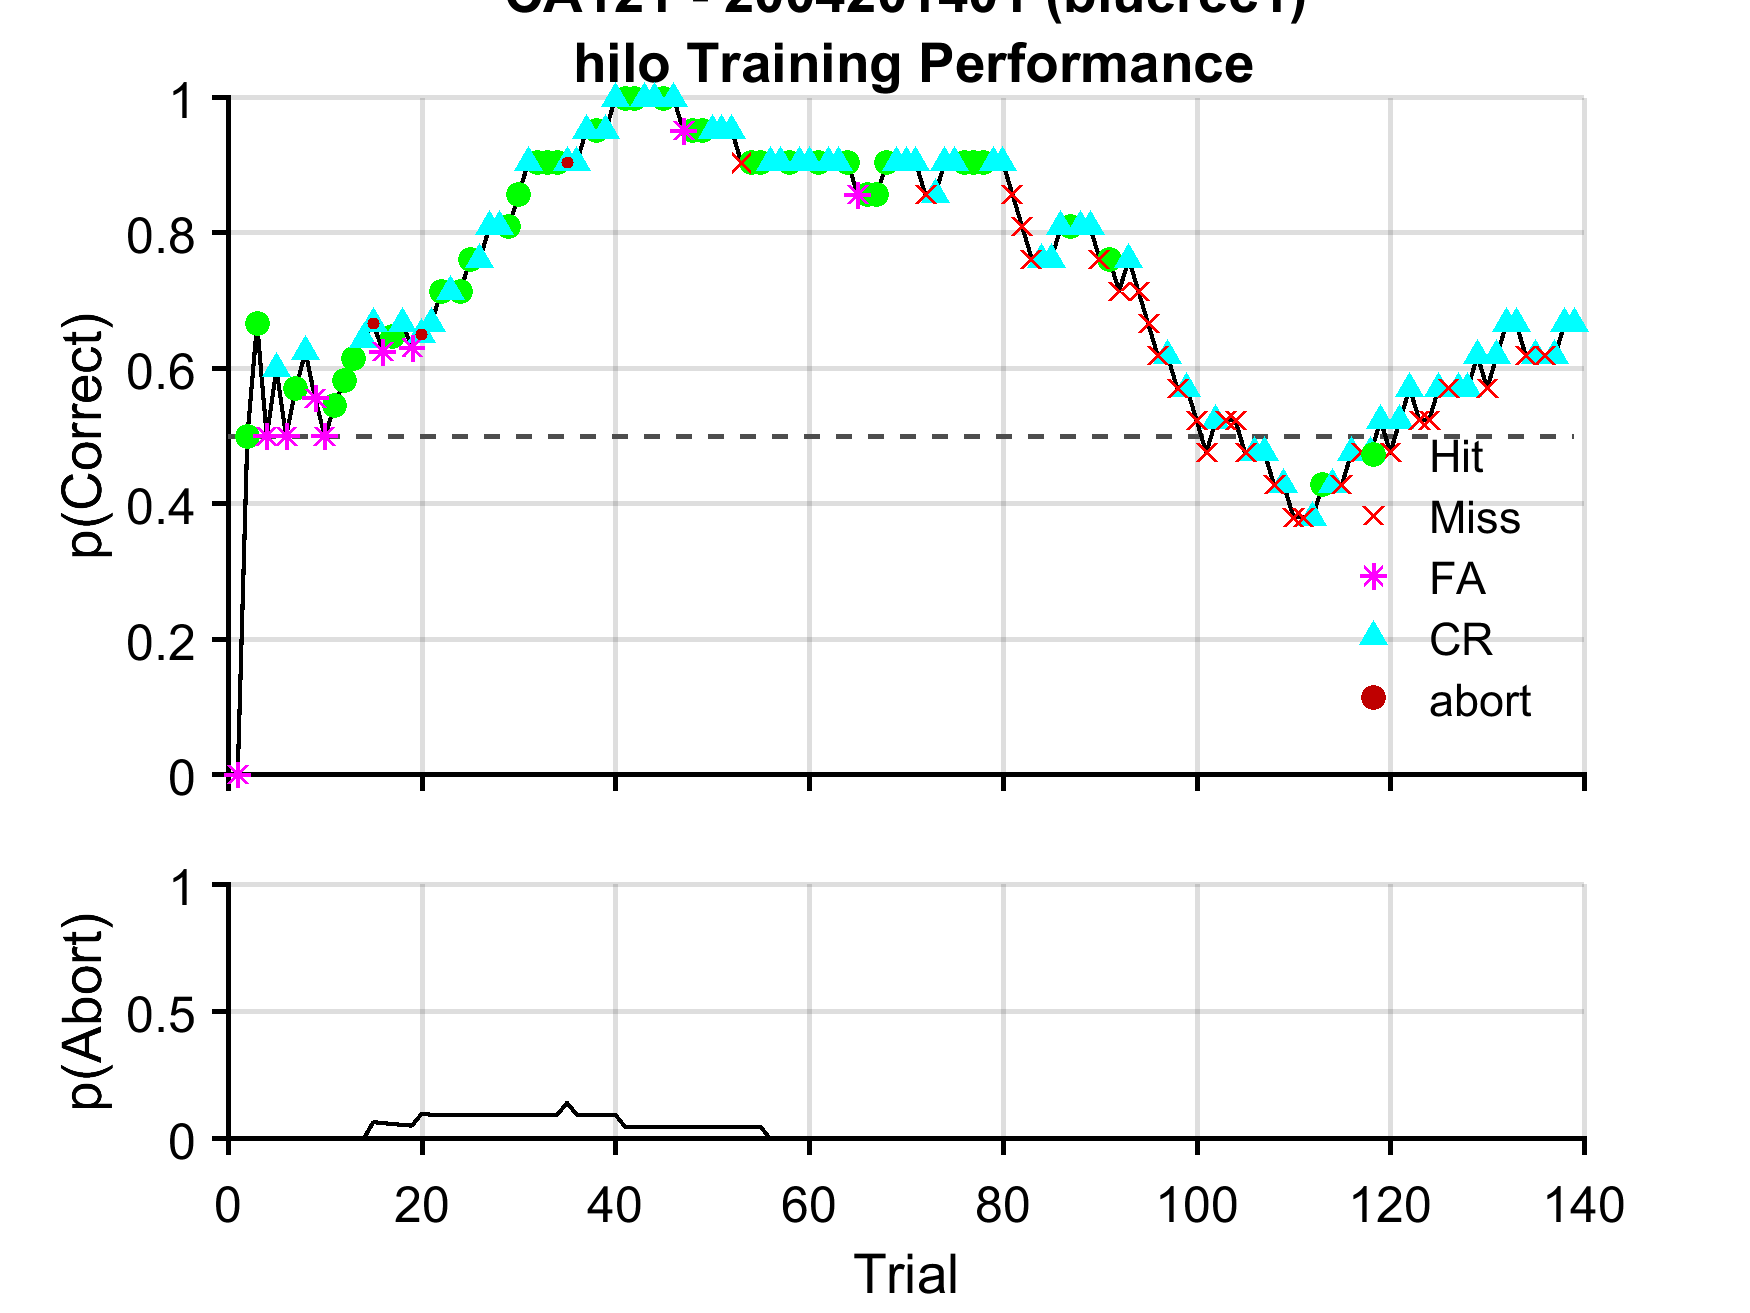 hilo Training Performance
p(Correct)
1
0.8
0.6
0.4
0.2
0
Hit
Miss
FA
CR
abort
p(Abort)
1
0.5
0
0 20 40 60 80 100 120 140
Trial